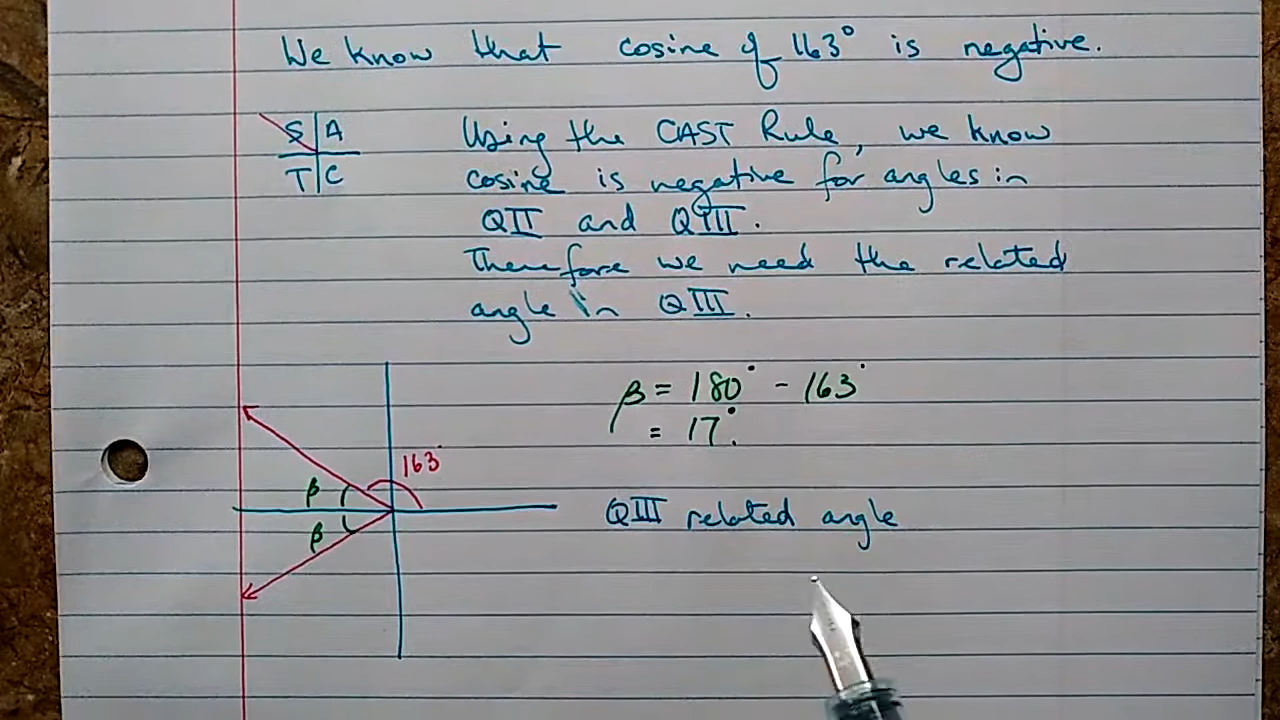 We know that cosine of 163° is negative.
S A
T C
Using the CAST Rule, we know
cosine is negative for angles in
QII and QIII.
Therefore we need the related
angle in QIII.
β = 180° - 163°
= 17°.
163°
β
β
QIII related angle